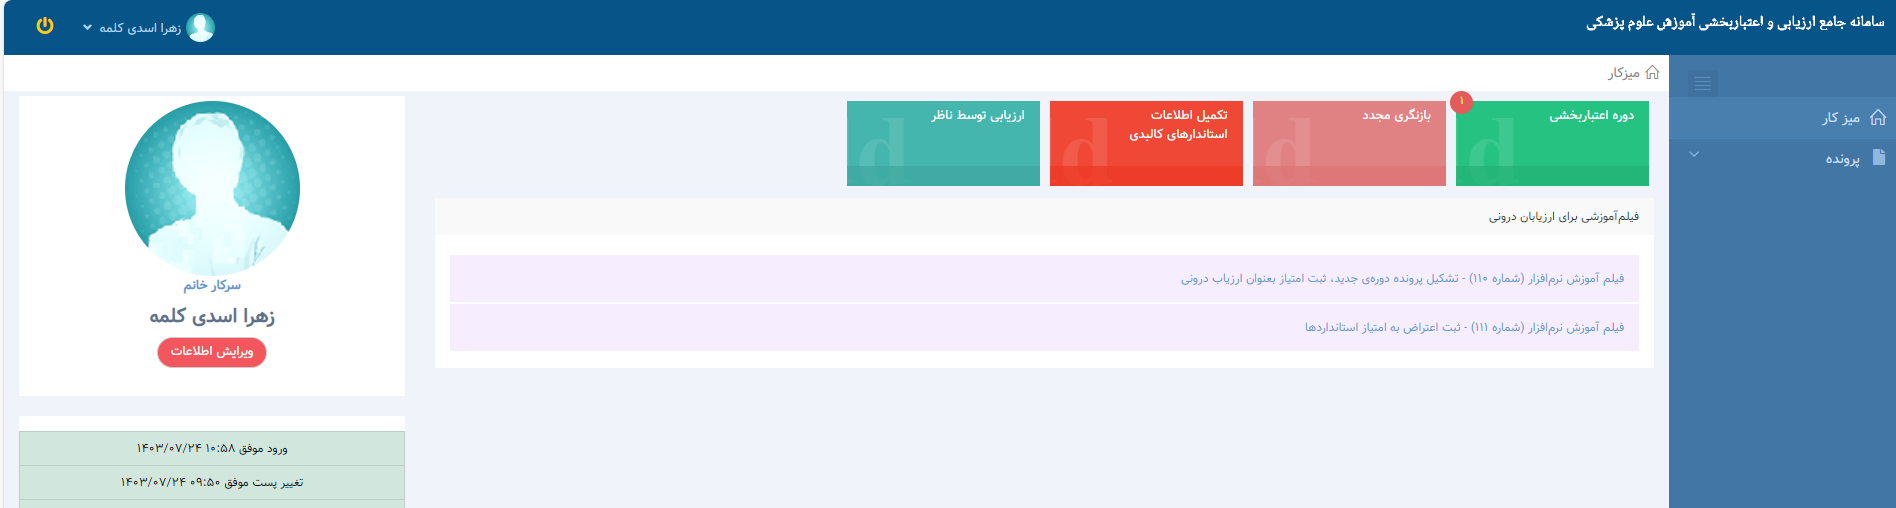 سامانه جامع ارزیابی و اعتباربخشی آموزش علوم پزشکی
زهرا اسدی کلمه
میز کار
پرونده
میزکار
دوره اعتباربخشی
۱
بازنگری مجدد
تکمیل اطلاعات
استاندارهای کالبدی
ارزیابی توسط ناظر
فیلم‌آموزشی برای ارزیابان درونی
فیلم آموزش نرم‌افزار (شماره ۱۱۰) - تشکیل پرونده دوره‌ی جدید، ثبت امتیاز بعنوان ارزیاب درونی
فیلم آموزش نرم‌افزار (شماره ۱۱۱) - ثبت اعتراض به امتیاز استانداردها
سرکار خانم
زهرا اسدی کلمه
ویرایش اطلاعات
ورود موفق ۱۰:۵۸ ۱۴۰۳/۰۷/۲۴
تغییر پست موفق ۰۹:۵۰ ۱۴۰۳/۰۷/۲۴